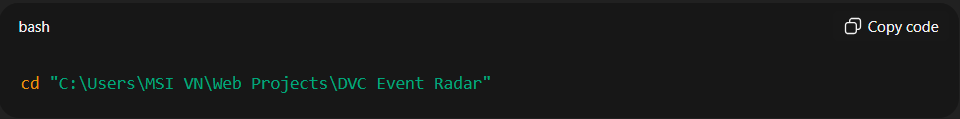 bash
Copy code
cd "C:\Users\MSI VN\Web Projects\DVC Event Radar"